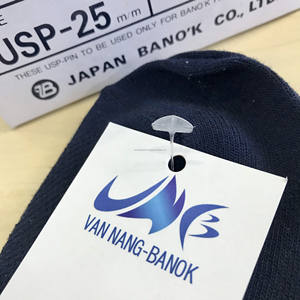 USP-25 m/m
THESE USP-PIN TO BE USED ONLY FOR BANO'K
JAPAN BANO'K CO., LTD
VAN NANG-BANOK